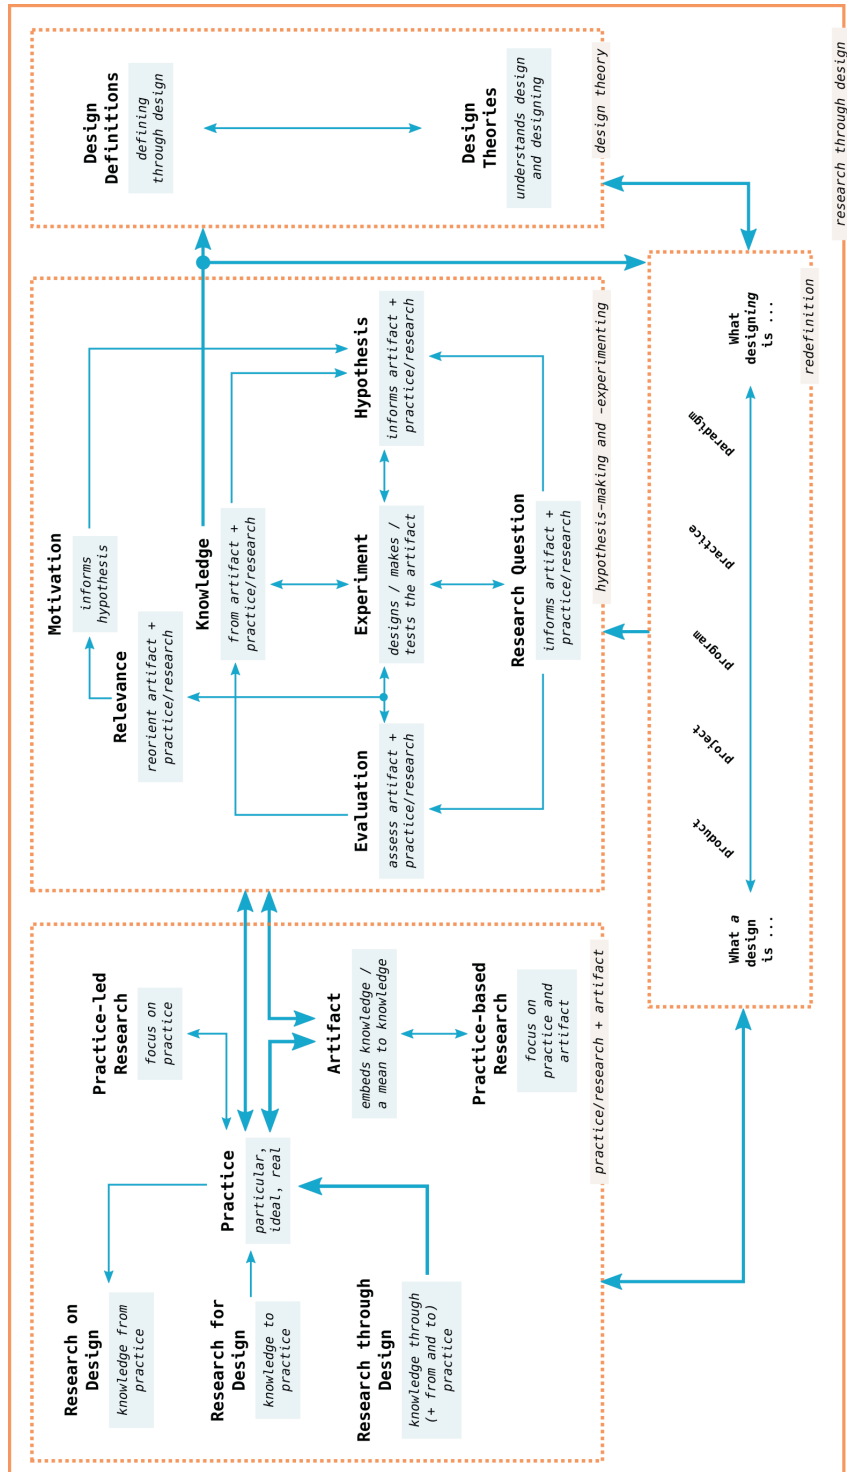 Research on
Design
knowledge from
practice
Research for
Design
knowledge to
practice
Research through
Design
knowledge through
(+ from and to)
practice
Practice
particular,
ideal, real
Practice-led
Research
focus on
practice
Artifact
embeds knowledge /
a mean to knowledge
Practice-based
Research
focus on
practice and
artifact
practice/research + artifact
Motivation
informs
hypothesis
Relevance
reorient artifact +
practice/research
Knowledge
from artifact +
practice/research
Evaluation
assess artifact +
practice/research
Experiment
designs / makes /
tests the artifact
Hypothesis
informs artifact +
practice/research
Research Question
informs artifact +
practice/research
hypothesis-making and -experimenting
Design
Definitions
defining
through design
Design
Theories
understands design
and designing
design theory
What a
design
is ...
product
project
program
practice
paradigm
What
designing
is ...
redefinition
research through design